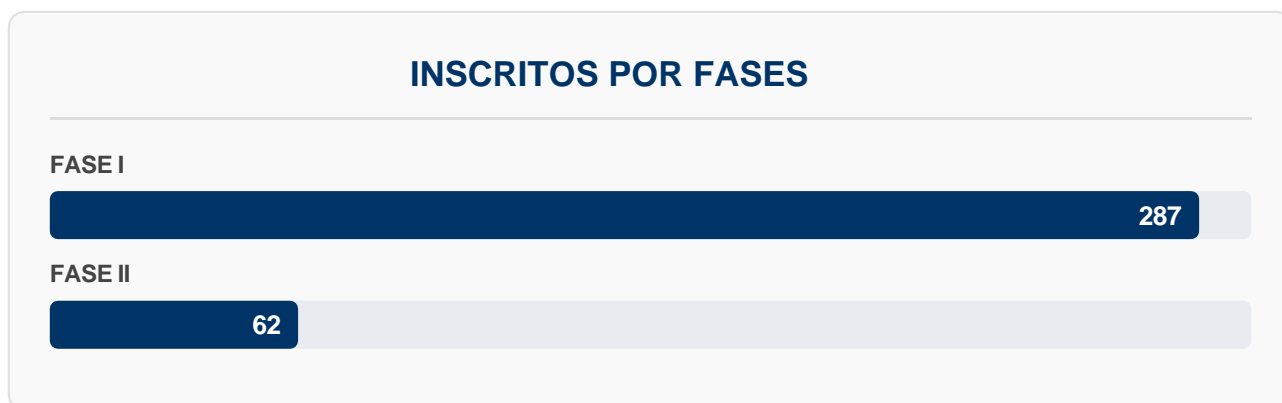 INSCRITOS POR FASES
FASE I
287
FASE II
62